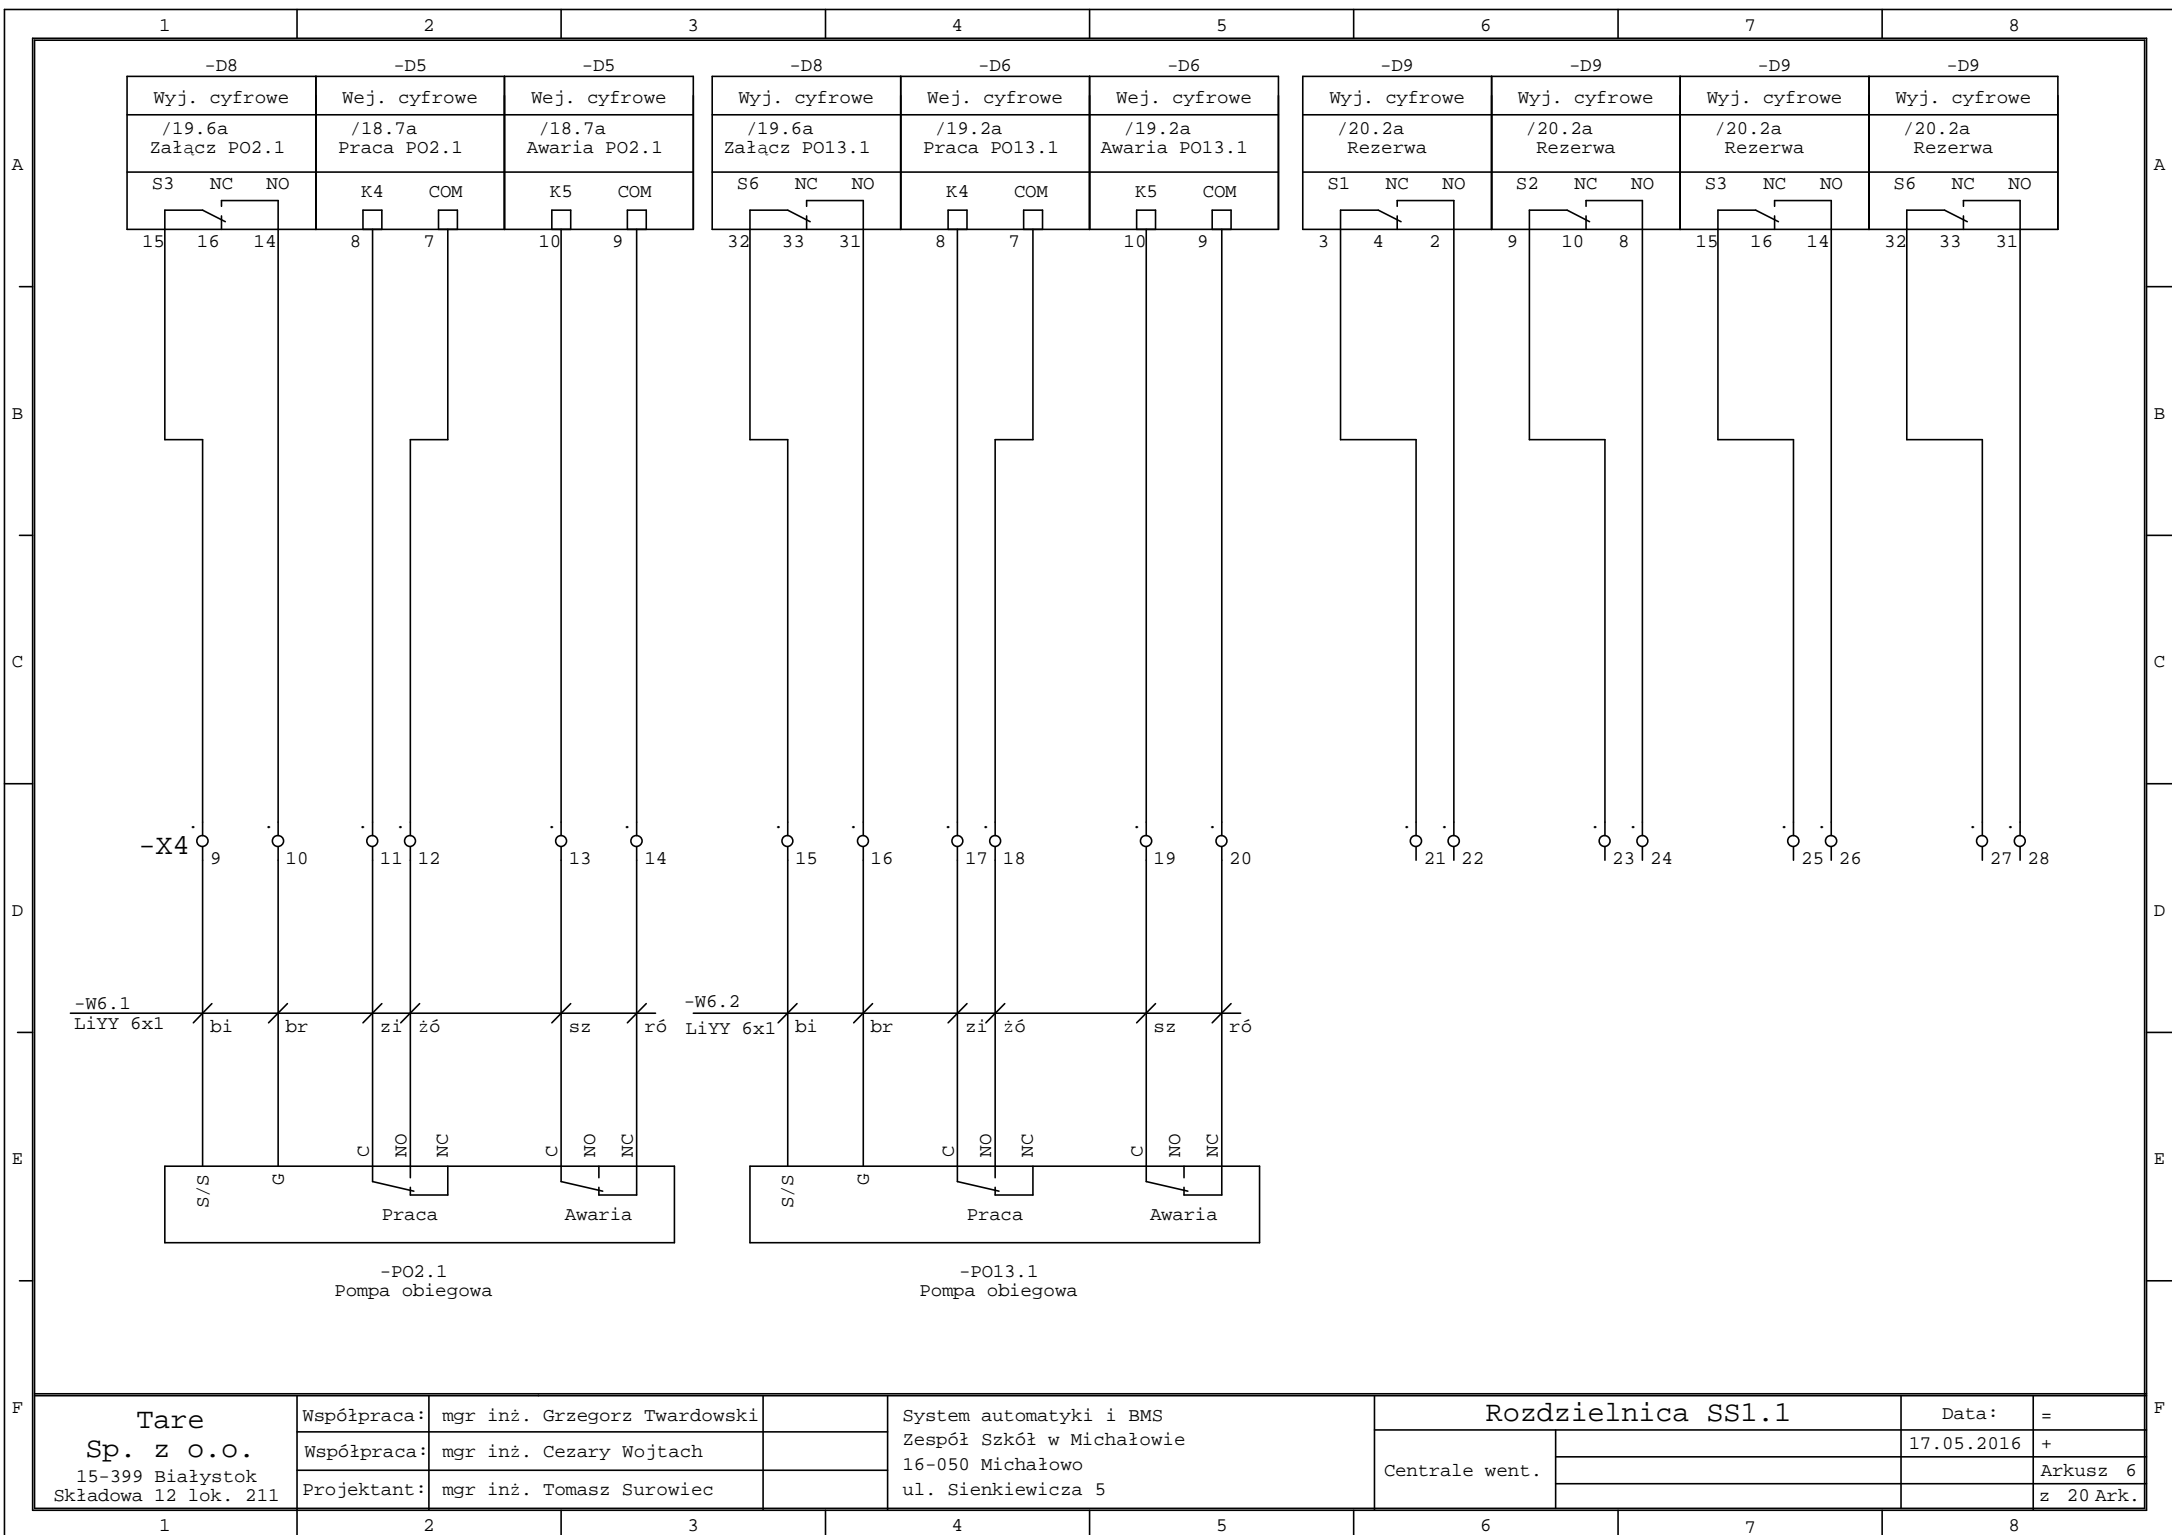 1 2 3 4 5 6 7 8
-D8 -D5 -D5 -D8 -D6 -D6 -D9 -D9 -D9 -D9
Wyj. cyfrowe Wej. cyfrowe Wej. cyfrowe Wyj. cyfrowe Wej. cyfrowe Wej. cyfrowe Wyj. cyfrowe Wyj. cyfrowe Wyj. cyfrowe Wyj. cyfrowe
/19.6a /18.7a /18.7a /19.6a /19.2a /19.2a /20.2a /20.2a /20.2a /20.2a
Załącz PO2.1 Praca PO2.1 Awaria PO2.1 Załącz PO13.1 Praca PO13.1 Awaria PO13.1 Rezerwa Rezerwa Rezerwa Rezerwa
A A
S3 NC NO K4 COM K5 COM S6 NC NO K4 COM K5 COM S1 NC NO S2 NC NO S3 NC NO S6 NC NO
15 16 14 8 7 10 9 32 33 31 8 7 10 9 3 4 2 9 10 8 15 16 14 32 33 31
B B
C C
-X4 9 10 11 12 13 14 15 16 17 18 19 20 21 22 23 24 25 26 27 28
D D
-W6.1 -W6.2
LiYY 6x1 bi br zi żó sz ró LiYY 6x1 bi br zi żó sz ró
C NO NC C NO NC C NO NC C NO NC
E E
S/S G S/S G
Praca Awaria Praca Awaria
-PO2.1 -PO13.1
Pompa obiegowa Pompa obiegowa
F F
Tare
Sp. z o.o.
15-399 Białystok
Składowa 12 lok. 211
Współpraca: mgr inż. Grzegorz Twardowski
Współpraca: mgr inż. Cezary Wojtach
Projektant: mgr inż. Tomasz Surowiec
System automatyki i BMS
Zespół Szkół w Michałowie
16-050 Michałowo
ul. Sienkiewicza 5
Rozdzielnica SS1.1
Centrale went.
Data: =
17.05.2016 +
Arkusz 6
z 20 Ark.
1 2 3 4 5 6 7 8